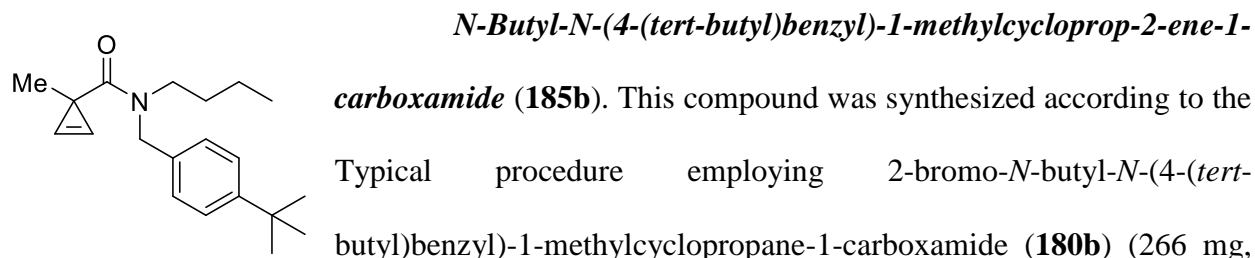 N-Butyl-N-(4-(tert-butyl)benzyl)-1-methylcycloprop-2-ene-1-
carboxamide (185b). This compound was synthesized according to the
Typical procedure employing 2-bromo-N-butyl-N-(4-(tert-
butyl)benzyl)-1-methylcyclopropane-1-carboxamide (180b) (266 mg,
O
Me
N